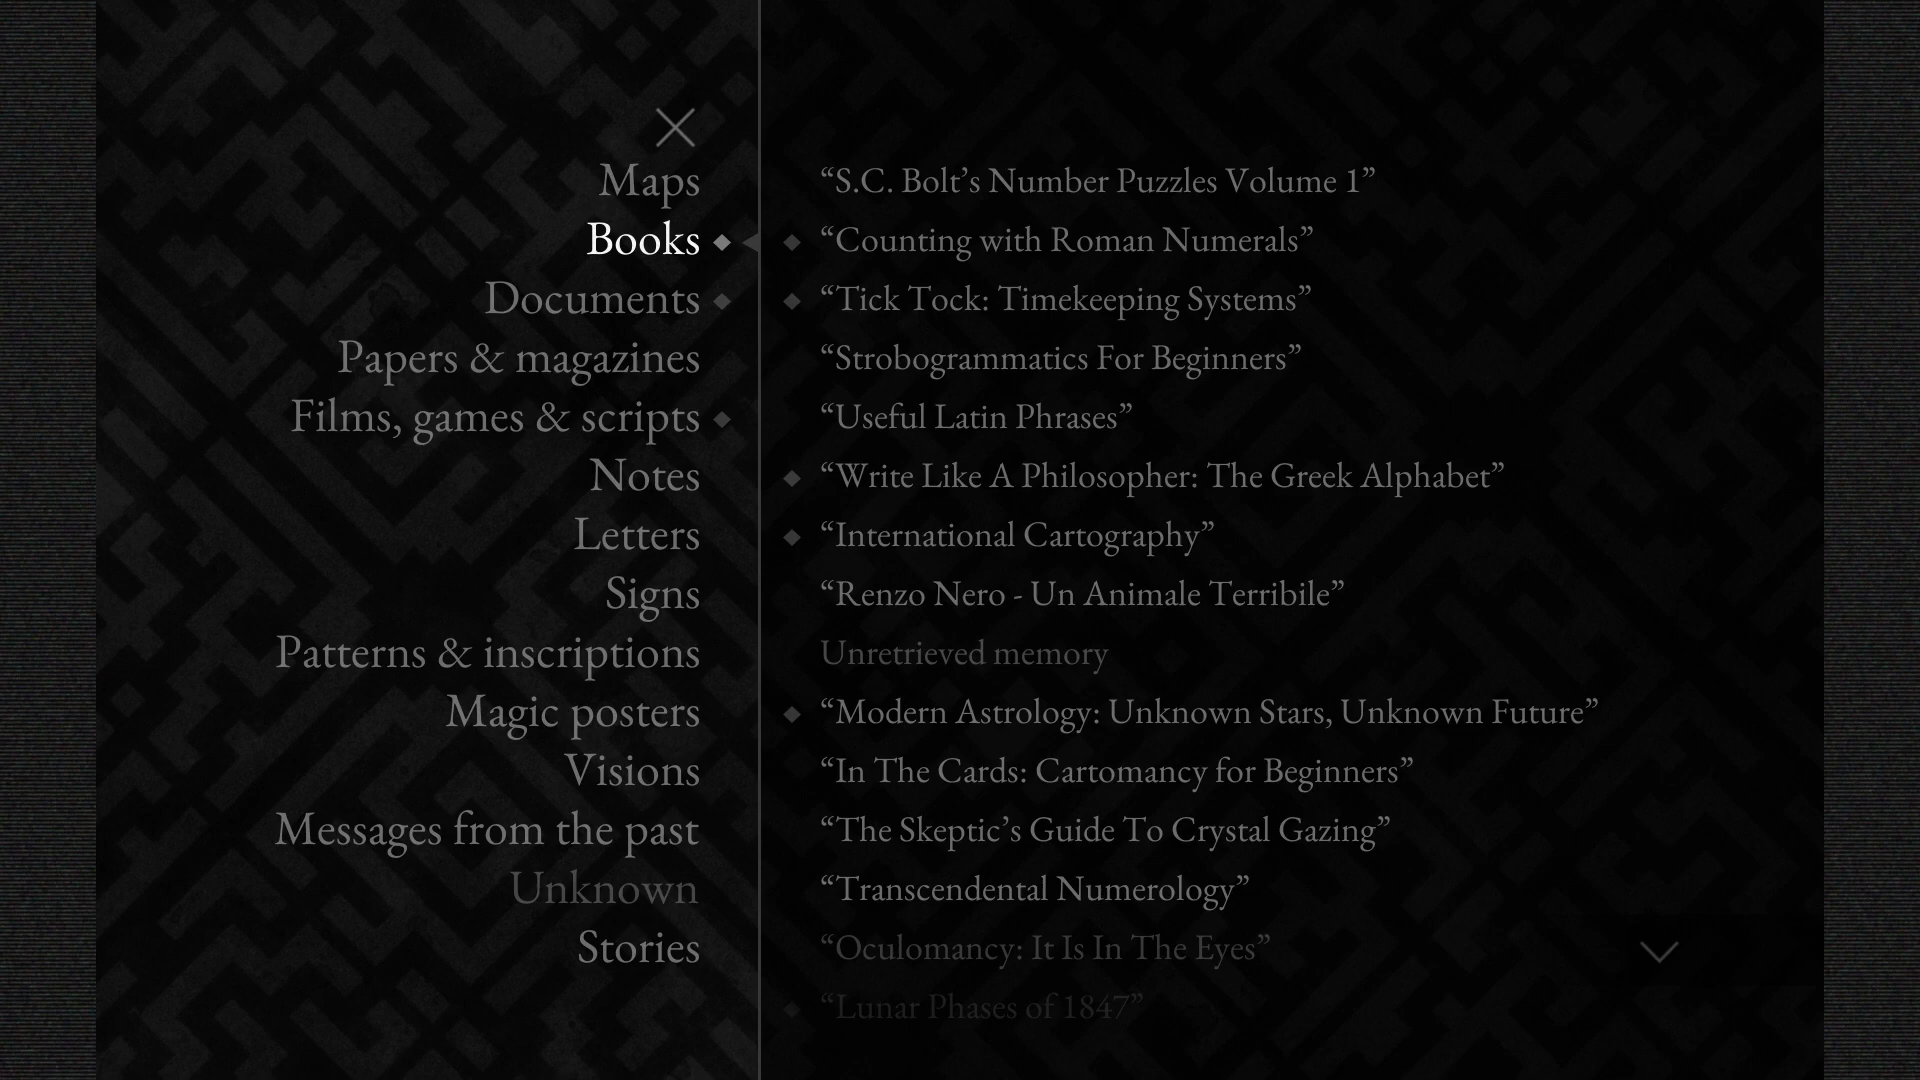 Maps
Books
Documents
Papers & magazines
Films, games & scripts
Notes
Letters
Signs
Patterns & inscriptions
Magic posters
Visions
Messages from the past
Unknown
Stories
“S.C. Bolt’s Number Puzzles Volume 1”
“Counting with Roman Numerals”
“Tick Tock: Timekeeping Systems”
“Strobogrammatics For Beginners”
“Useful Latin Phrases”
“Write Like A Philosopher: The Greek Alphabet”
“International Cartography”
“Renzo Nero - Un Animale Terribile”
Unretrieved memory
“Modern Astrology: Unknown Stars, Unknown Future”
“In The Cards: Cartomancy for Beginners”
“The Skeptic’s Guide To Crystal Gazing”
“Transcendental Numerology”
“Oculomancy: It Is In The Eyes”
“Lunar Phases of 1847”